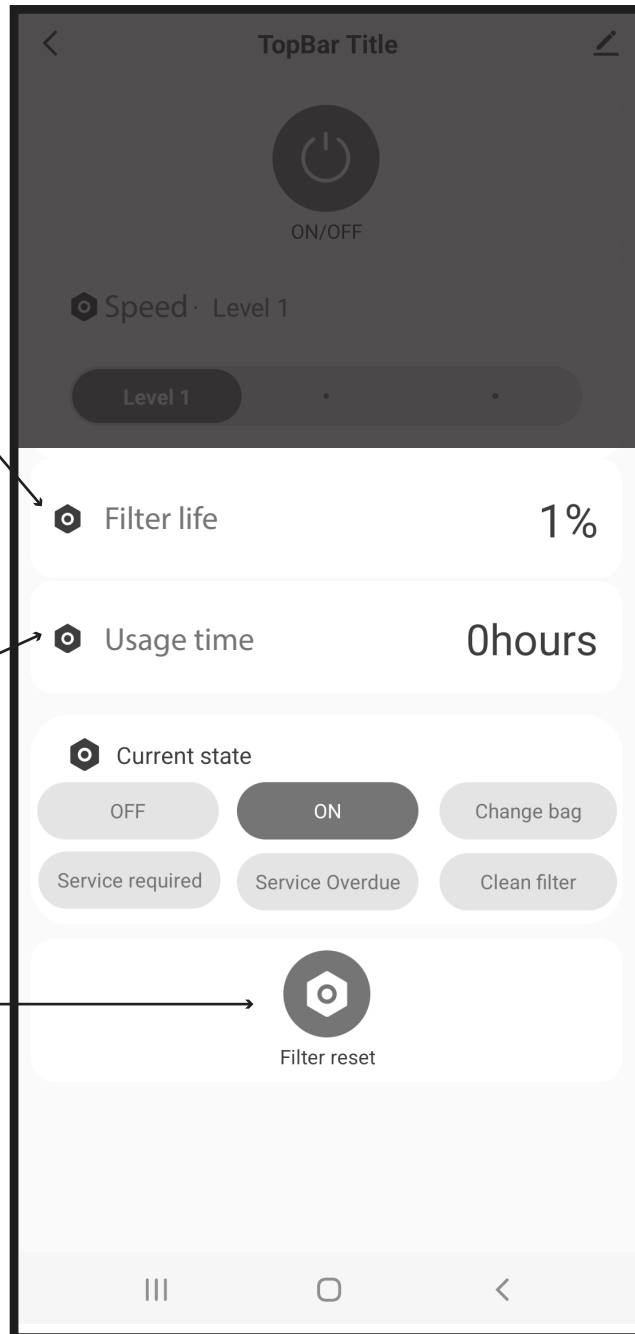 TopBar Title
ON/OFF
Speed · Level 1
Level 1
Filter life 1%
Usage time 0hours
Current state
OFF ON Change bag
Service required Service Overdue Clean filter
Filter reset